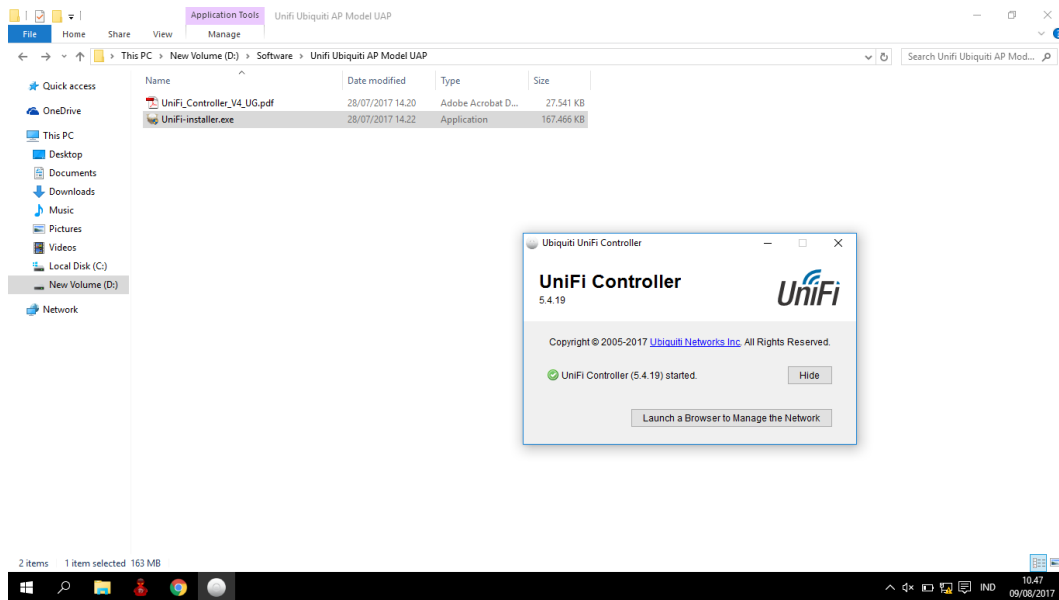 Application Tools
Unifi Ubiquiti AP Model UAP
File
Home
Share
View
Manage
This PC
New Volume (D:)
Software
Unifi Ubiquiti AP Model UAP
Search Unifi Ubiquiti AP Mod...
Quick access
OneDrive
This PC
Desktop
Documents
Downloads
Music
Pictures
Videos
Local Disk (C:)
New Volume (D:)
Network
Name
Date modified
Type
Size
UniFi_Controller_V4_UG.pdf
28/07/2017 14.20
Adobe Acrobat D...
27.541 KB
UniFi-installer.exe
28/07/2017 14.22
Application
167.466 KB
Ubiquiti UniFi Controller
UniFi Controller
5.4.19
UniFi
Copyright © 2005-2017 Ubiquiti Networks Inc. All Rights Reserved.
UniFi Controller (5.4.19) started.
Hide
Launch a Browser to Manage the Network
2 items
1 item selected 163 MB
IND
10.47
09/08/2017